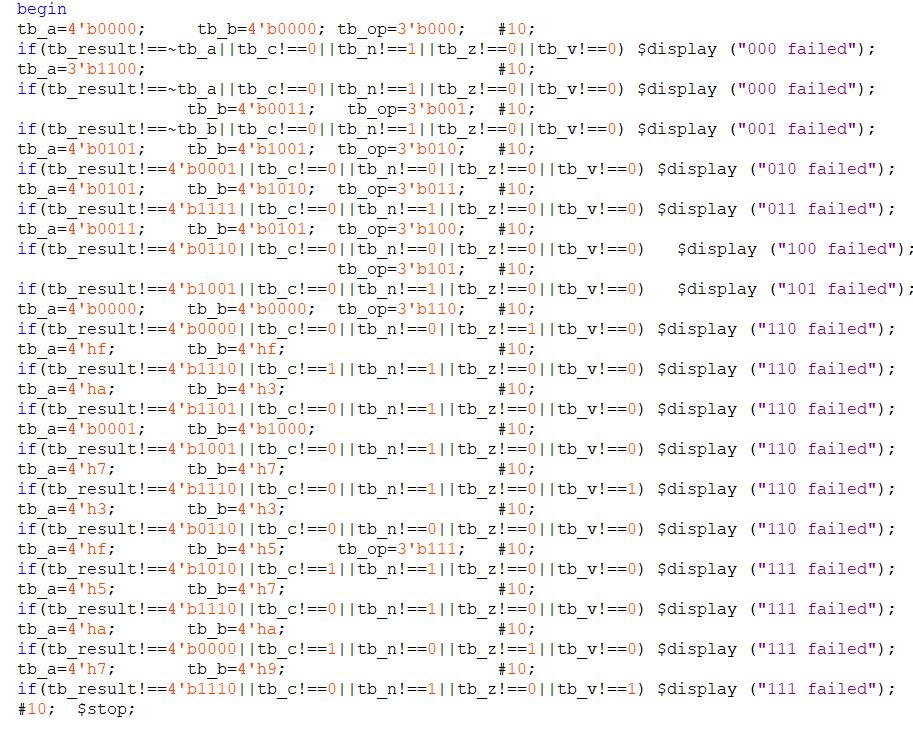 begin
tb_a=4'b0000;     tb_b=4'b0000; tb_op=3'b000;   #10;
if(tb_result!==~tb_a||tb_c!==0||tb_n!==1||tb_z!==0||tb_v!==0) $display ("000 failed");
tb_a=3'b1100;                                   #10;
if(tb_result!==~tb_a||tb_c!==0||tb_n!==1||tb_z!==0||tb_v!==0) $display ("000 failed");
                 tb_b=4'b0011;   tb_op=3'b001;  #10;
if(tb_result!==~tb_b||tb_c!==0||tb_n!==1||tb_z!==0||tb_v!==0) $display ("001 failed");
tb_a=4'b0101;    tb_b=4'b1001;  tb_op=3'b010;   #10;
if(tb_result!==4'b0001||tb_c!==0||tb_n!==0||tb_z!==0||tb_v!==0) $display ("010 failed");
tb_a=4'b0101;    tb_b=4'b1010;  tb_op=3'b011;   #10;
if(tb_result!==4'b1111||tb_c!==0||tb_n!==1||tb_z!==0||tb_v!==0) $display ("011 failed");
tb_a=4'b0011;    tb_b=4'b0101;  tb_op=3'b100;   #10;
if(tb_result!==4'b0110||tb_c!==0||tb_n!==0||tb_z!==0||tb_v!==0)   $display ("100 failed");
                                tb_op=3'b101;   #10;
if(tb_result!==4'b1001||tb_c!==0||tb_n!==1||tb_z!==0||tb_v!==0)   $display ("101 failed");
tb_a=4'b0000;    tb_b=4'b0000;  tb_op=3'b110;   #10;
if(tb_result!==4'b0000||tb_c!==0||tb_n!==0||tb_z!==1||tb_v!==0) $display ("110 failed");
tb_a=4'hf;       tb_b=4'hf;                     #10;
if(tb_result!==4'b1110||tb_c!==1||tb_n!==1||tb_z!==0||tb_v!==0) $display ("110 failed");
tb_a=4'ha;       tb_b=4'h3;                     #10;
if(tb_result!==4'b1101||tb_c!==0||tb_n!==1||tb_z!==0||tb_v!==0) $display ("110 failed");
tb_a=4'b0001;    tb_b=4'b1000;                  #10;
if(tb_result!==4'b1001||tb_c!==0||tb_n!==1||tb_z!==0||tb_v!==0) $display ("110 failed");
tb_a=4'h7;       tb_b=4'h7;                     #10;
if(tb_result!==4'b1110||tb_c!==0||tb_n!==1||tb_z!==0||tb_v!==1) $display ("110 failed");
tb_a=4'h3;       tb_b=4'h3;                     #10;
if(tb_result!==4'b0110||tb_c!==0||tb_n!==0||tb_z!==0||tb_v!==0) $display ("110 failed");
tb_a=4'hf;       tb_b=4'h5;     tb_op=3'b111;   #10;
if(tb_result!==4'b1010||tb_c!==1||tb_n!==1||tb_z!==0||tb_v!==0) $display ("111 failed");
tb_a=4'h5;       tb_b=4'h7;                     #10;
if(tb_result!==4'b1110||tb_c!==0||tb_n!==1||tb_z!==0||tb_v!==0) $display ("111 failed");
tb_a=4'ha;       tb_b=4'ha;                     #10;
if(tb_result!==4'b0000||tb_c!==1||tb_n!==0||tb_z!==1||tb_v!==0) $display ("111 failed");
tb_a=4'h7;       tb_b=4'h9;                     #10;
if(tb_result!==4'b1110||tb_c!==0||tb_n!==1||tb_z!==0||tb_v!==1) $display ("111 failed");
#10;  $stop;